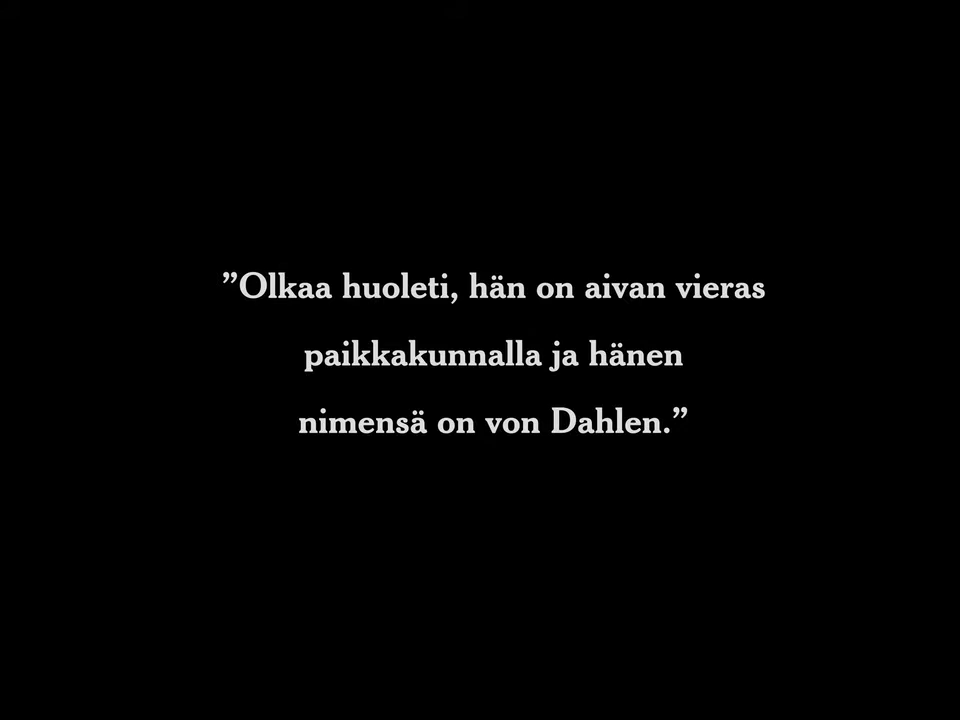 ”Olkaa huoleti, hän on aivan vieras
paikkakunnalla ja hänen
nimensä on von Dahlen.”